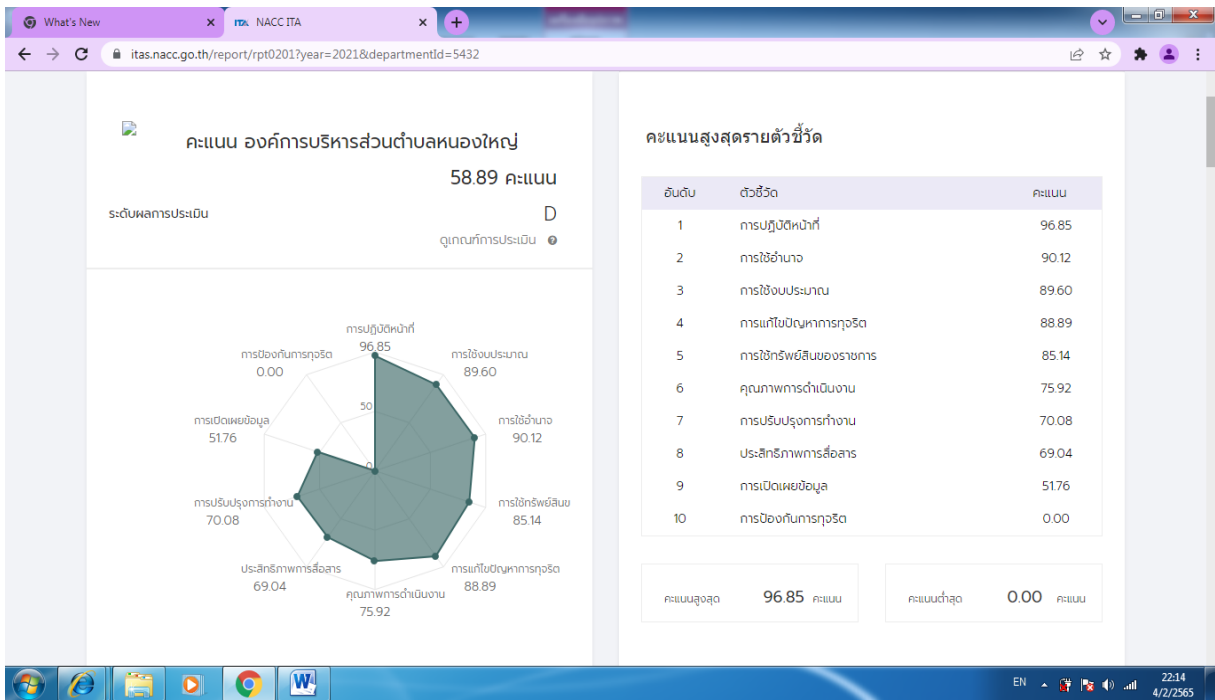 What's New
ITA NACC ITA
itas.nacc.go.th/report/rpt0201?year=2021&departmentId=5432
คะแนน องค์การบริหารส่วนตำบลหนองใหญ่
58.89 คะแนน
ระดับผลการประเมิน
D
ดูเกณฑ์การประเมิน
การปฏิบัติหน้าที่
96.85
การป้องกันการทุจริต
0.00
การใช้งบประมาณ
89.60
50
การเปิดเผยข้อมูล
51.76
การใช้อำนาจ
90.12
0
การปรับปรุงการทำงาน
70.08
การใช้ทรัพย์สินข
85.14
ประสิทธิภาพการสื่อสาร
69.04
การแก้ไขปัญหาการทุจริต
88.89
คุณภาพการดำเนินงาน
75.92
คะแนนสูงสุดรายตัวชี้วัด
อันดับ ตัวชี้วัด คะแนน
1 การปฏิบัติหน้าที่ 96.85
2 การใช้อำนาจ 90.12
3 การใช้งบประมาณ 89.60
4 การแก้ไขปัญหาการทุจริต 88.89
5 การใช้ทรัพย์สินของราชการ 85.14
6 คุณภาพการดำเนินงาน 75.92
7 การปรับปรุงการทำงาน 70.08
8 ประสิทธิภาพการสื่อสาร 69.04
9 การเปิดเผยข้อมูล 51.76
10 การป้องกันการทุจริต 0.00
คะแนนสูงสุด 96.85 คะแนน
คะแนนต่ำสุด 0.00 คะแนน
EN
22:14
4/2/2565